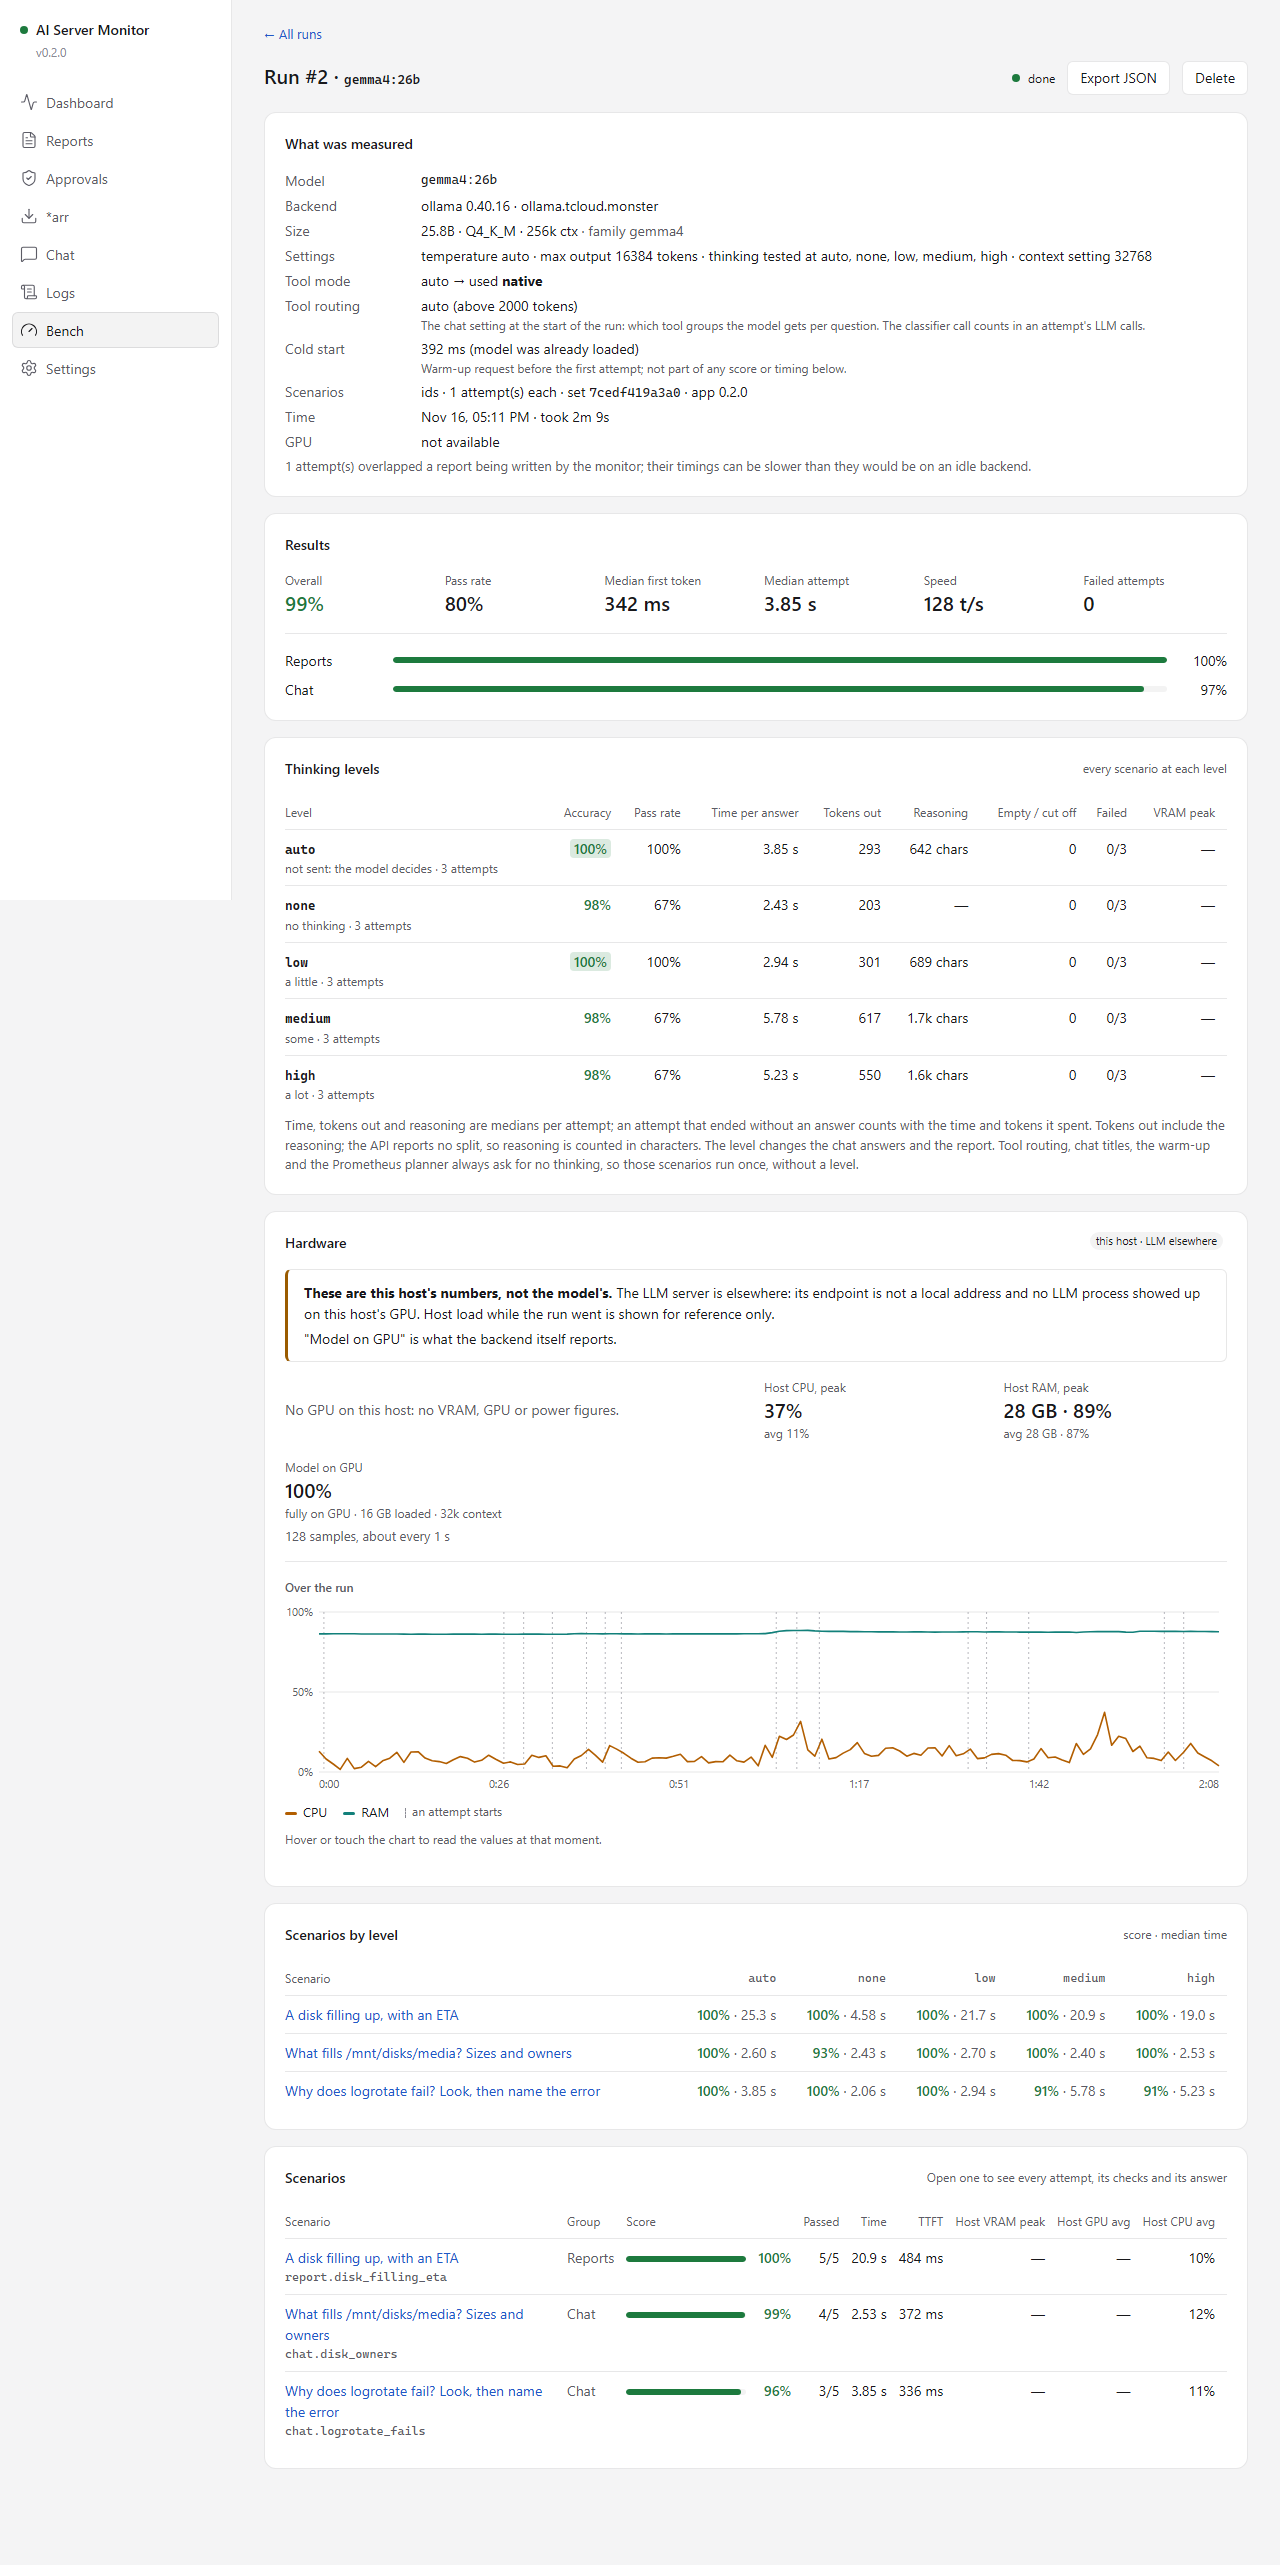 AI Server Monitor
v0.2.0
Dashboard
Reports
Approvals
*arr
Chat
Logs
Bench
Settings
← All runs
Run #2 · gemma4:26b
done
Export JSON
Delete
What was measured
Model gemma4:26b
Backend ollama 0.40.16 · ollama.tcloud.monster
Size 25.8B · Q4_K_M · 256k ctx · family gemma4
Settings temperature auto · max output 16384 tokens · thinking tested at auto, none, low, medium, high · context setting 32768
Tool mode auto → used native
Tool routing auto (above 2000 tokens)
The chat setting at the start of the run: which tool groups the model gets per question. The classifier call counts in an attempt's LLM calls.
Cold start 392 ms (model was already loaded)
Warm-up request before the first attempt; not part of any score or timing below.
Scenarios ids · 1 attempt(s) each · set 7cedf419a3a0 · app 0.2.0
Time Nov 16, 05:11 PM · took 2m 9s
GPU not available
1 attempt(s) overlapped a report being written by the monitor; their timings can be slower than they would be on an idle backend.
Results
Overall Pass rate Median first token Median attempt Speed Failed attempts
99% 80% 342 ms 3.85 s 128 t/s 0
Reports 100%
Chat 97%
Thinking levels every scenario at each level
Level Accuracy Pass rate Time per answer Tokens out Reasoning Empty / cut off Failed VRAM peak
auto 100% 100% 3.85 s 293 642 chars 0 0/3 —
not sent: the model decides · 3 attempts
none 98% 67% 2.43 s 203 — 0 0/3 —
no thinking · 3 attempts
low 100% 100% 2.94 s 301 689 chars 0 0/3 —
a little · 3 attempts
medium 98% 67% 5.78 s 617 1.7k chars 0 0/3 —
some · 3 attempts
high 98% 67% 5.23 s 550 1.6k chars 0 0/3 —
a lot · 3 attempts
Time, tokens out and reasoning are medians per attempt; an attempt that ended without an answer counts with the time and tokens it spent. Tokens out include the
reasoning; the API reports no split, so reasoning is counted in characters. The level changes the chat answers and the report. Tool routing, chat titles, the warm-up
and the Prometheus planner always ask for no thinking, so those scenarios run once, without a level.
Hardware this host · LLM elsewhere
These are this host's numbers, not the model's. The LLM server is elsewhere: its endpoint is not a local address and no LLM process showed up
on this host's GPU. Host load while the run went is shown for reference only.
"Model on GPU" is what the backend itself reports.
No GPU on this host: no VRAM, GPU or power figures.
Host CPU, peak
37%
avg 11%
Host RAM, peak
28 GB · 89%
avg 28 GB · 87%
Model on GPU
100%
fully on GPU · 16 GB loaded · 32k context
128 samples, about every 1 s
Over the run
100%
50%
0%
0:00 0:26 0:51 1:17 1:42 2:08
CPU RAM | an attempt starts
Hover or touch the chart to read the values at that moment.
Scenarios by level score · median time
Scenario auto none low medium high
A disk filling up, with an ETA 100% · 25.3 s 100% · 4.58 s 100% · 21.7 s 100% · 20.9 s 100% · 19.0 s
What fills /mnt/disks/media? Sizes and owners 100% · 2.60 s 93% · 2.43 s 100% · 2.70 s 100% · 2.40 s 100% · 2.53 s
Why does logrotate fail? Look, then name the error 100% · 3.85 s 100% · 2.06 s 100% · 2.94 s 91% · 5.78 s 91% · 5.23 s
Scenarios Open one to see every attempt, its checks and its answer
Scenario Group Score Passed Time TTFT Host VRAM peak Host GPU avg Host CPU avg
A disk filling up, with an ETA Reports 100% 5/5 20.9 s 484 ms — — 10%
report.disk_filling_eta
What fills /mnt/disks/media? Sizes and Chat 99% 4/5 2.53 s 372 ms — — 12%
owners
chat.disk_owners
Why does logrotate fail? Look, then name Chat 96% 3/5 3.85 s 336 ms — — 11%
the error
chat.logrotate_fails